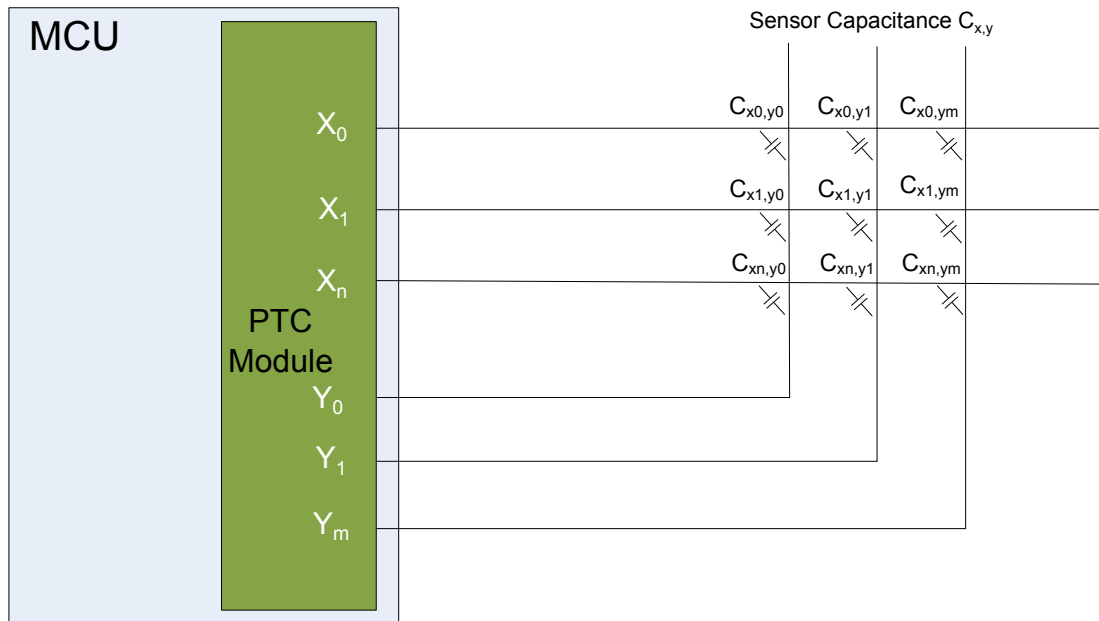 MCU
Sensor Capacitance Cx,y
Cx0,y0 Cx0,y1 Cx0,ym
X0
Cx1,y0 Cx1,y1 Cx1,ym
X1
Cxn,y0 Cxn,y1 Cxn,ym
Xn
PTC
Module
Y0
Y1
Ym